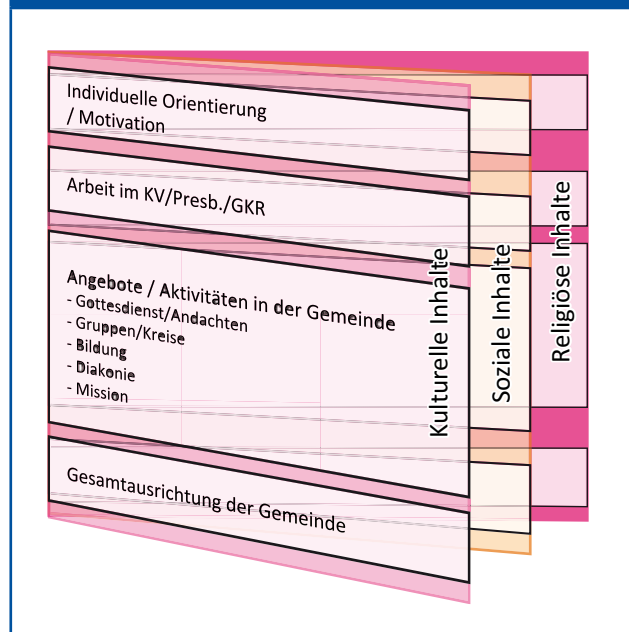 Individuelle Orientierung
/ Motivation
Arbeit im KV/Presb./GKR
Angebote / Aktivitäten in der Gemeinde
- Gottesdienst/Andachten
- Gruppen/Kreise
- Bildung
- Diakonie
- Mission
Gesamtausrichtung der Gemeinde
Kulturelle Inhalte
Soziale Inhalte
Religiöse Inhalte